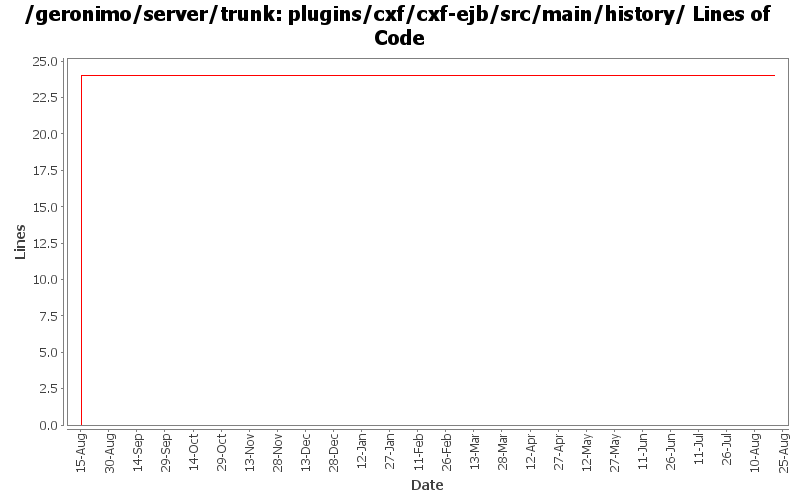 /geronimo/server/trunk: plugins/cxf/cxf-ejb/src/main/history/ Lines of
Code
25.0
22.5
20.0
17.5
15.0
12.5
10.0
7.5
5.0
2.5
0.0
Lines
15-Aug
30-Aug
14-Sep
29-Sep
14-Oct
29-Oct
13-Nov
28-Nov
13-Dec
28-Dec
12-Jan
27-Jan
11-Feb
26-Feb
13-Mar
28-Mar
12-Apr
27-Apr
12-May
27-May
11-Jun
26-Jun
11-Jul
26-Jul
10-Aug
25-Aug
Date